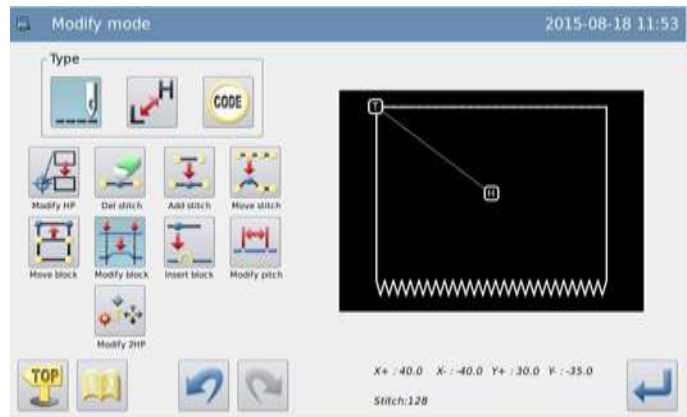 Modify mode 2015-08-18 11:53
Type
L H CODE
Modify HP Del stitch Add stitch Move stitch
Move block Modify block Insert block Modify pitch
Modify 2HP
T
H
TOP
X+ : 40.0 X- : -40.0 Y+ : 30.0 Y- : -35.0
Stitch:128